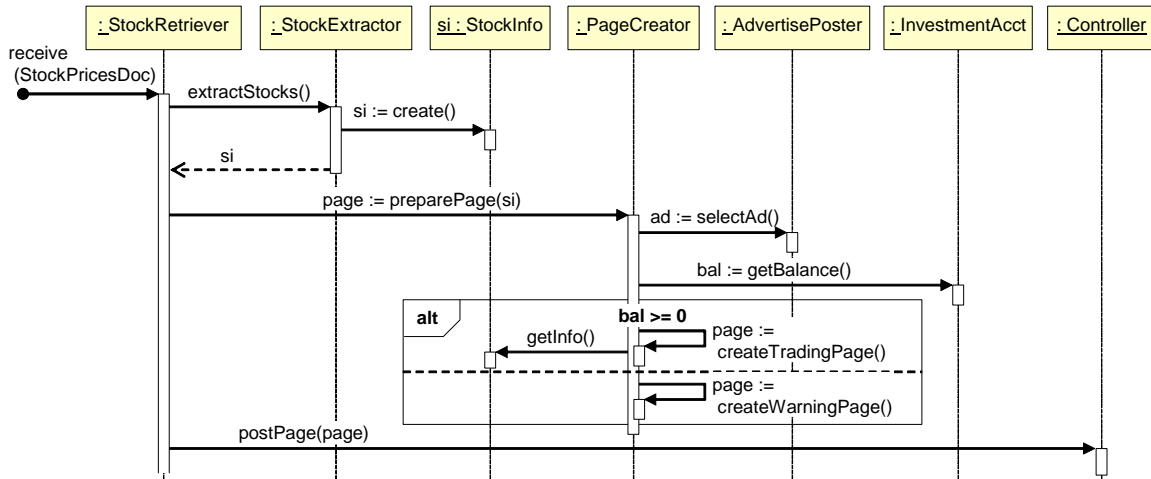 : StockRetriever
: StockExtractor
si : StockInfo
: PageCreator
: AdvertisePoster
: InvestmentAcct
: Controller
receive
(StockPricesDoc)
extractStocks()
si := create()
si
page := preparePage(si)
ad := selectAd()
bal := getBalance()
alt
bal >= 0
page :=
createTradingPage()
getInfo()
page :=
createWarningPage()
postPage(page)